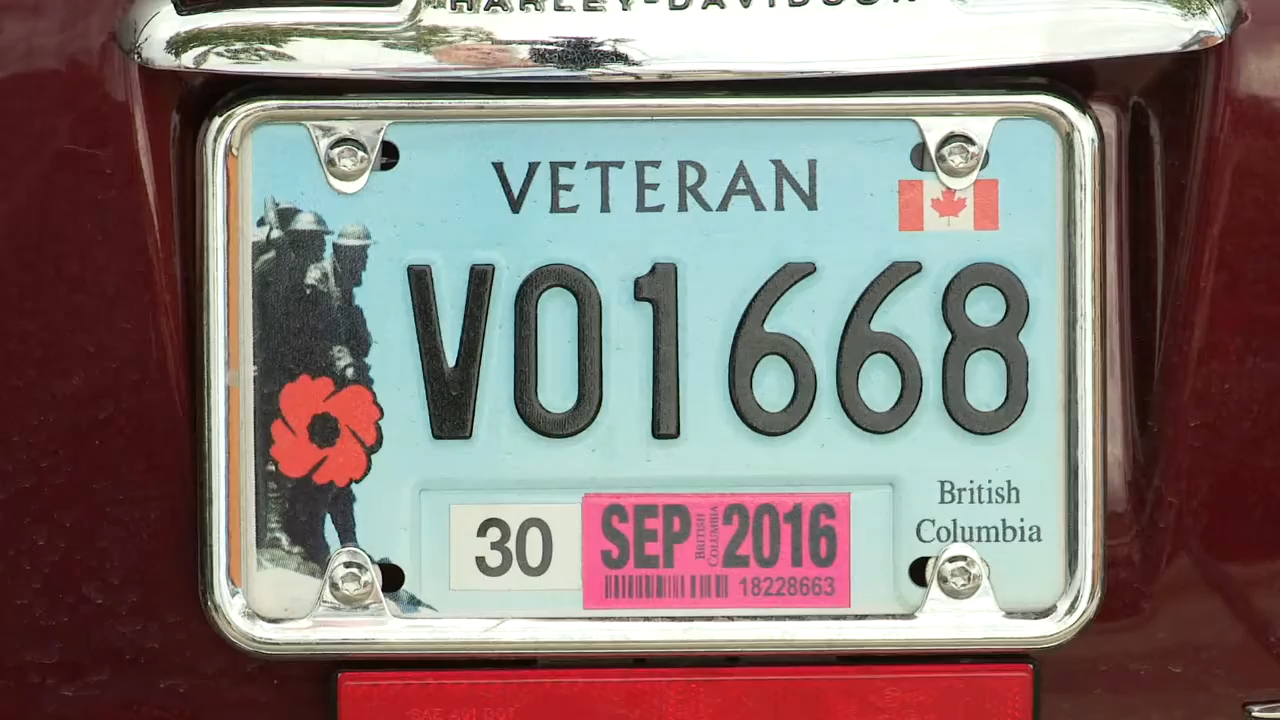 HARLEY-DAVIDSON
VETERAN
V01668
British
Columbia
30
SEP BRITISH COLUMBIA 2016
18228663